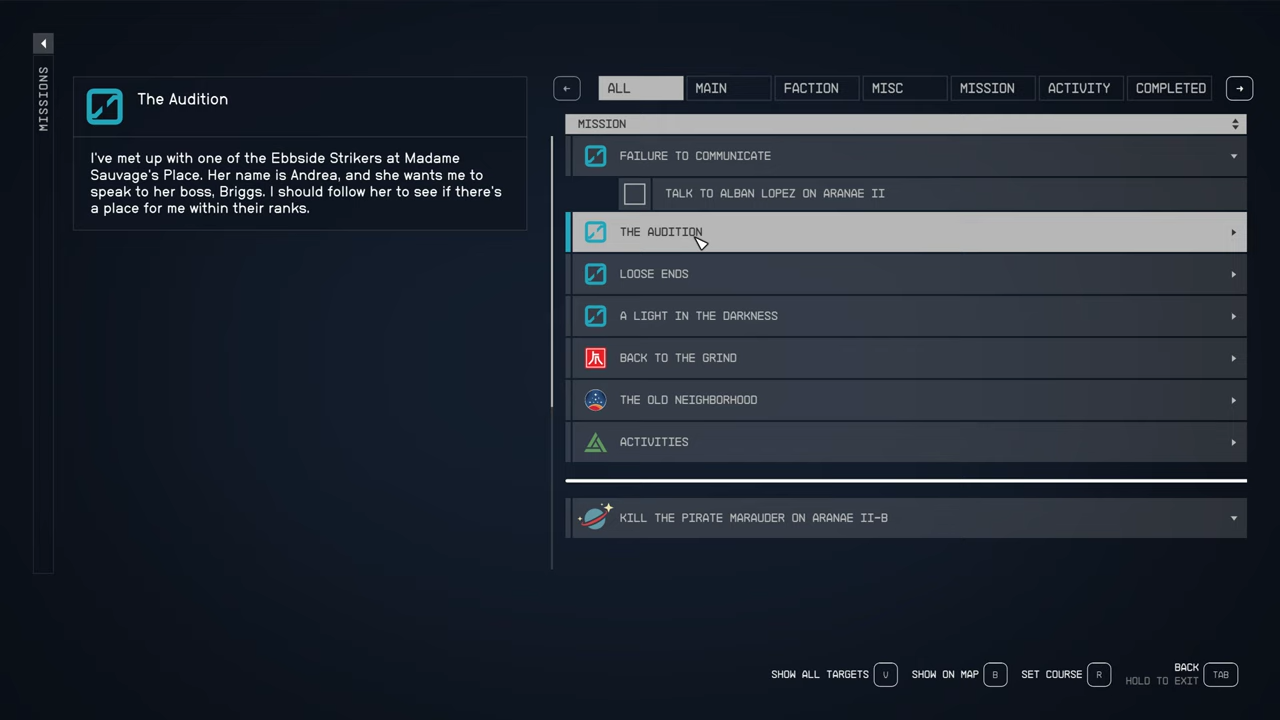 MISSIONS
The Audition
I've met up with one of the Ebbside Strikers at Madame
Sauvage's Place. Her name is Andrea, and she wants me to
speak to her boss, Briggs. I should follow her to see if there's
a place for me within their ranks.
ALL
MAIN
FACTION
MISC
MISSION
ACTIVITY
COMPLETED
MISSION
FAILURE TO COMMUNICATE
TALK TO ALBAN LOPEZ ON ARANAE II
THE AUDITION
LOOSE ENDS
A LIGHT IN THE DARKNESS
BACK TO THE GRIND
THE OLD NEIGHBORHOOD
ACTIVITIES
KILL THE PIRATE MARAUDER ON ARANAE II-B
SHOW ALL TARGETS V
SHOW ON MAP B
SET COURSE R
BACK
HOLD TO EXIT
TAB